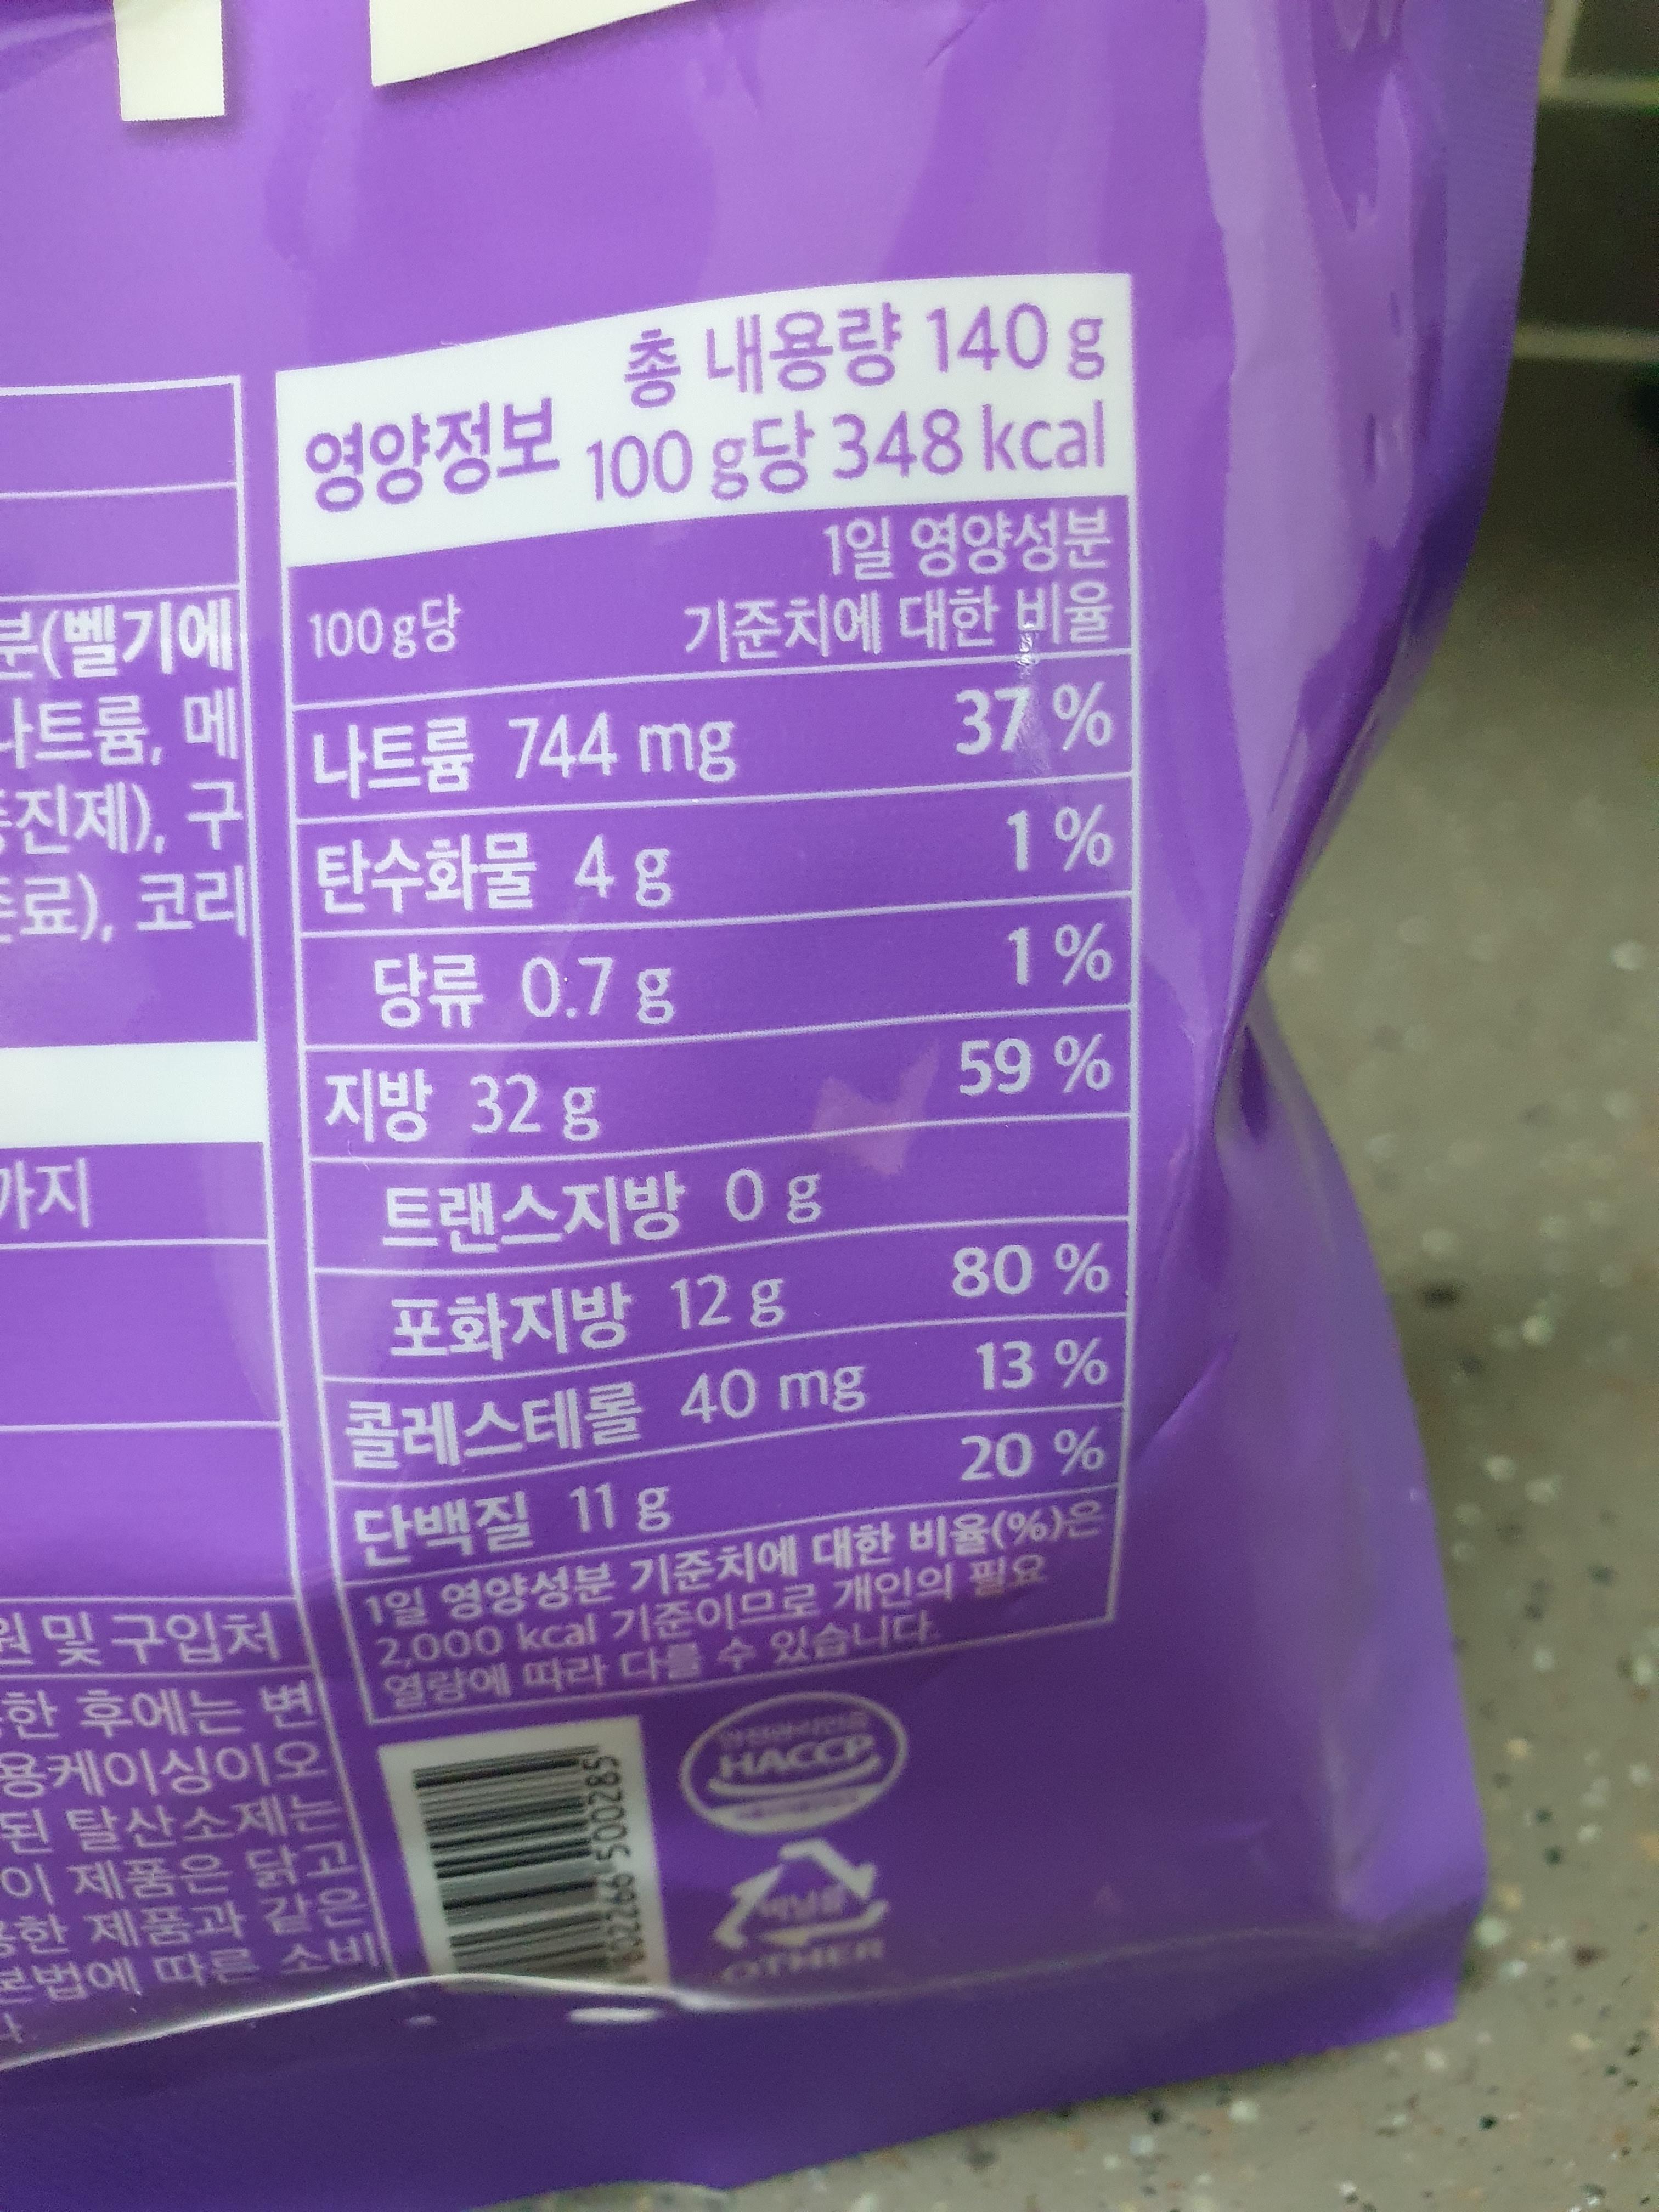 총 내용량 140 g
영양정보 100 g당 348 kcal
1일 영양성분
100 g당 기준치에 대한 비율
나트륨 744 mg 37 %
탄수화물 4 g 1 %
당류 0.7 g 1 %
지방 32 g 59 %
트랜스지방 0 g
포화지방 12 g 80 %
콜레스테롤 40 mg 13 %
단백질 11 g 20 %
1일 영양성분 기준치에 대한 비율(%)은
2,000 kcal 기준이므로 개인의 필요
열량에 따라 다를 수 있습니다.
(벨기에
나트륨, 메
진제), 구
료), 코리
까지
원 및 구입처
한 후에는 변
용케이싱이오
된 탈산소제는
이 제품은 닭고
한 제품과 같은
본법에 따른 소비
다.
HACCP
비닐류
OTHER